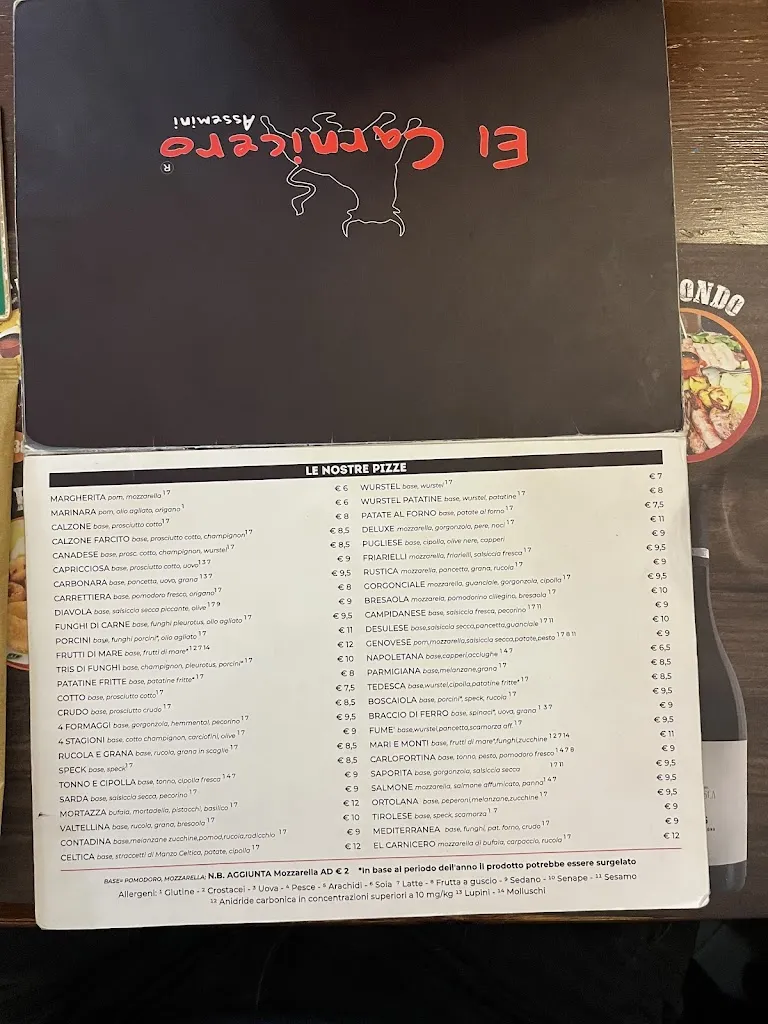 El Carnicero ®
Assemini
ONDO
LE NOSTRE PIZZE
MARGHERITA pom, mozzarella 1 7 € 6
MARINARA pom, olio agliato, origano 1 € 6
CALZONE base, prosciutto cotto 1 7 € 8
CALZONE FARCITO base, prosciutto cotto, champignon 1 7 € 8,5
CANADESE base, prosc. cotto, champignon, wurstel 1 7 € 8,5
CAPRICCIOSA base, prosciutto cotto, uovo 1 3 7 € 9
CARBONARA base, pancetta, uovo, grana 1 3 7 € 9,5
CARRETTIERA base, pomodoro fresco, origano 1 7 € 8
DIAVOLA base, salsiccia secca piccante, olive 1 7 9 € 9
FUNGHI DI CARNE base, funghi pleurotus, olio agliato 1 7 € 9,5
PORCINI base, funghi porcini*, olio agliato 1 7 € 11
FRUTTI DI MARE base, frutti di mare* 1 2 7 14 € 12
TRIS DI FUNGHI base, champignon, pleurotus, porcini* 1 7 € 10
PATATINE FRITTE base, patatine fritte* 1 7 € 8
COTTO base, prosciutto cotto 1 7 € 7,5
CRUDO base, prosciutto crudo 1 7 € 8,5
4 FORMAGGI base, gorgonzola, hemmental, pecorino 1 7 € 9,5
4 STAGIONI base, cotto champignon, carciofini, olive 1 7 € 9
RUCOLA E GRANA base, rucola, grana in scaglie 1 7 € 8,5
SPECK base, speck 1 7 € 8,5
TONNO E CIPOLLA base, tonno, cipolla fresca 1 4 7 € 9
SARDA base, salsiccia secca, pecorino 1 7 € 9
MORTAZZA bufala, mortadella, pistacchi, basilico 1 7 € 12
VALTELLINA base, rucola, grana, bresaola 1 7 € 10
CONTADINA base,melanzane zucchine,pomod,rucola,radicchio 1 7 € 9
CELTICA base, straccetti di Manzo Celtica, patate, cipolla 1 7 € 12
WURSTEL base, wurstel 1 7 € 7
WURSTEL PATATINE base, wurstel, patatine 1 7 € 8
PATATE AL FORNO base, patate al forno 1 7 € 7,5
DELUXE mozzarella, gorgonzola, pere, noci 1 7 € 11
PUGLIESE base, cipolla, olive nere, capperi € 9
FRIARIELLI mozzarella, friarielli, salsiccia fresca 1 7 € 9,5
RUSTICA mozzarella, pancetta, grana, rucola 1 7 € 9
GORGONCIALE mozzarella, guanciale, gorgonzola, cipolla 1 7 € 9,5
BRESAOLA mozzarela, pomodorino ciliegino, bresaola 1 7 € 10
CAMPIDANESE base, salsiccia fresca, pecorino 1 7 11 € 9
DESULESE base,salsiccia secca,pancetta,guanciale 1 7 11 € 10
GENOVESE pom,mozzarella,salsiccia secca,patate,pesto 1 7 8 11 € 9
NAPOLETANA base,capperi,acciughe 1 4 7 € 6,5
PARMIGIANA base,melanzane,grana 1 7 € 8,5
TEDESCA base,wurstel,cipolla,patatine fritte* 1 7 € 8,5
BOSCAIOLA base, porcini*, speck, rucola 1 7 € 9,5
BRACCIO DI FERRO base, spinaci*, uova, grana 1 3 7 € 9
FUME' base,wurstel,pancetta,scamorza aff. 1 7 € 9,5
MARI E MONTI base, frutti di mare*,funghi,zucchine 1 2 7 14 € 11
CARLOFORTINA base, tonno, pesto, pomodoro fresco 1 4 7 8 € 9
SAPORITA base, gorgonzola, salsiccia secca 1 7 11 € 9,5
SALMONE mozzarella, salmone affumicato, panna 1 4 7 € 9,5
ORTOLANA base, peperoni,melanzane,zucchine 1 7 € 9,5
TIROLESE base, speck, scamorza 1 7 € 9
MEDITERRANEA base, funghi, pat. forno, crudo 1 7 € 9
EL CARNICERO mozzarella di bufala, carpaccio, rucola 1 7 € 12
BASE= POMODORO, MOZZARELLA; N.B. AGGIUNTA Mozzarella AD € 2 *In base al periodo dell'anno il prodotto potrebbe essere surgelato
Allergeni: 1 Glutine - 2 Crostacei - 3 Uova - 4 Pesce - 5 Arachidi - 6 Soia 7 Latte - 8 Frutta a guscio - 9 Sedano - 10 Senape - 11 Sesamo
12 Anidride carbonica in concentrazioni superiori a 10 mg/kg 13 Lupini - 14 Molluschi